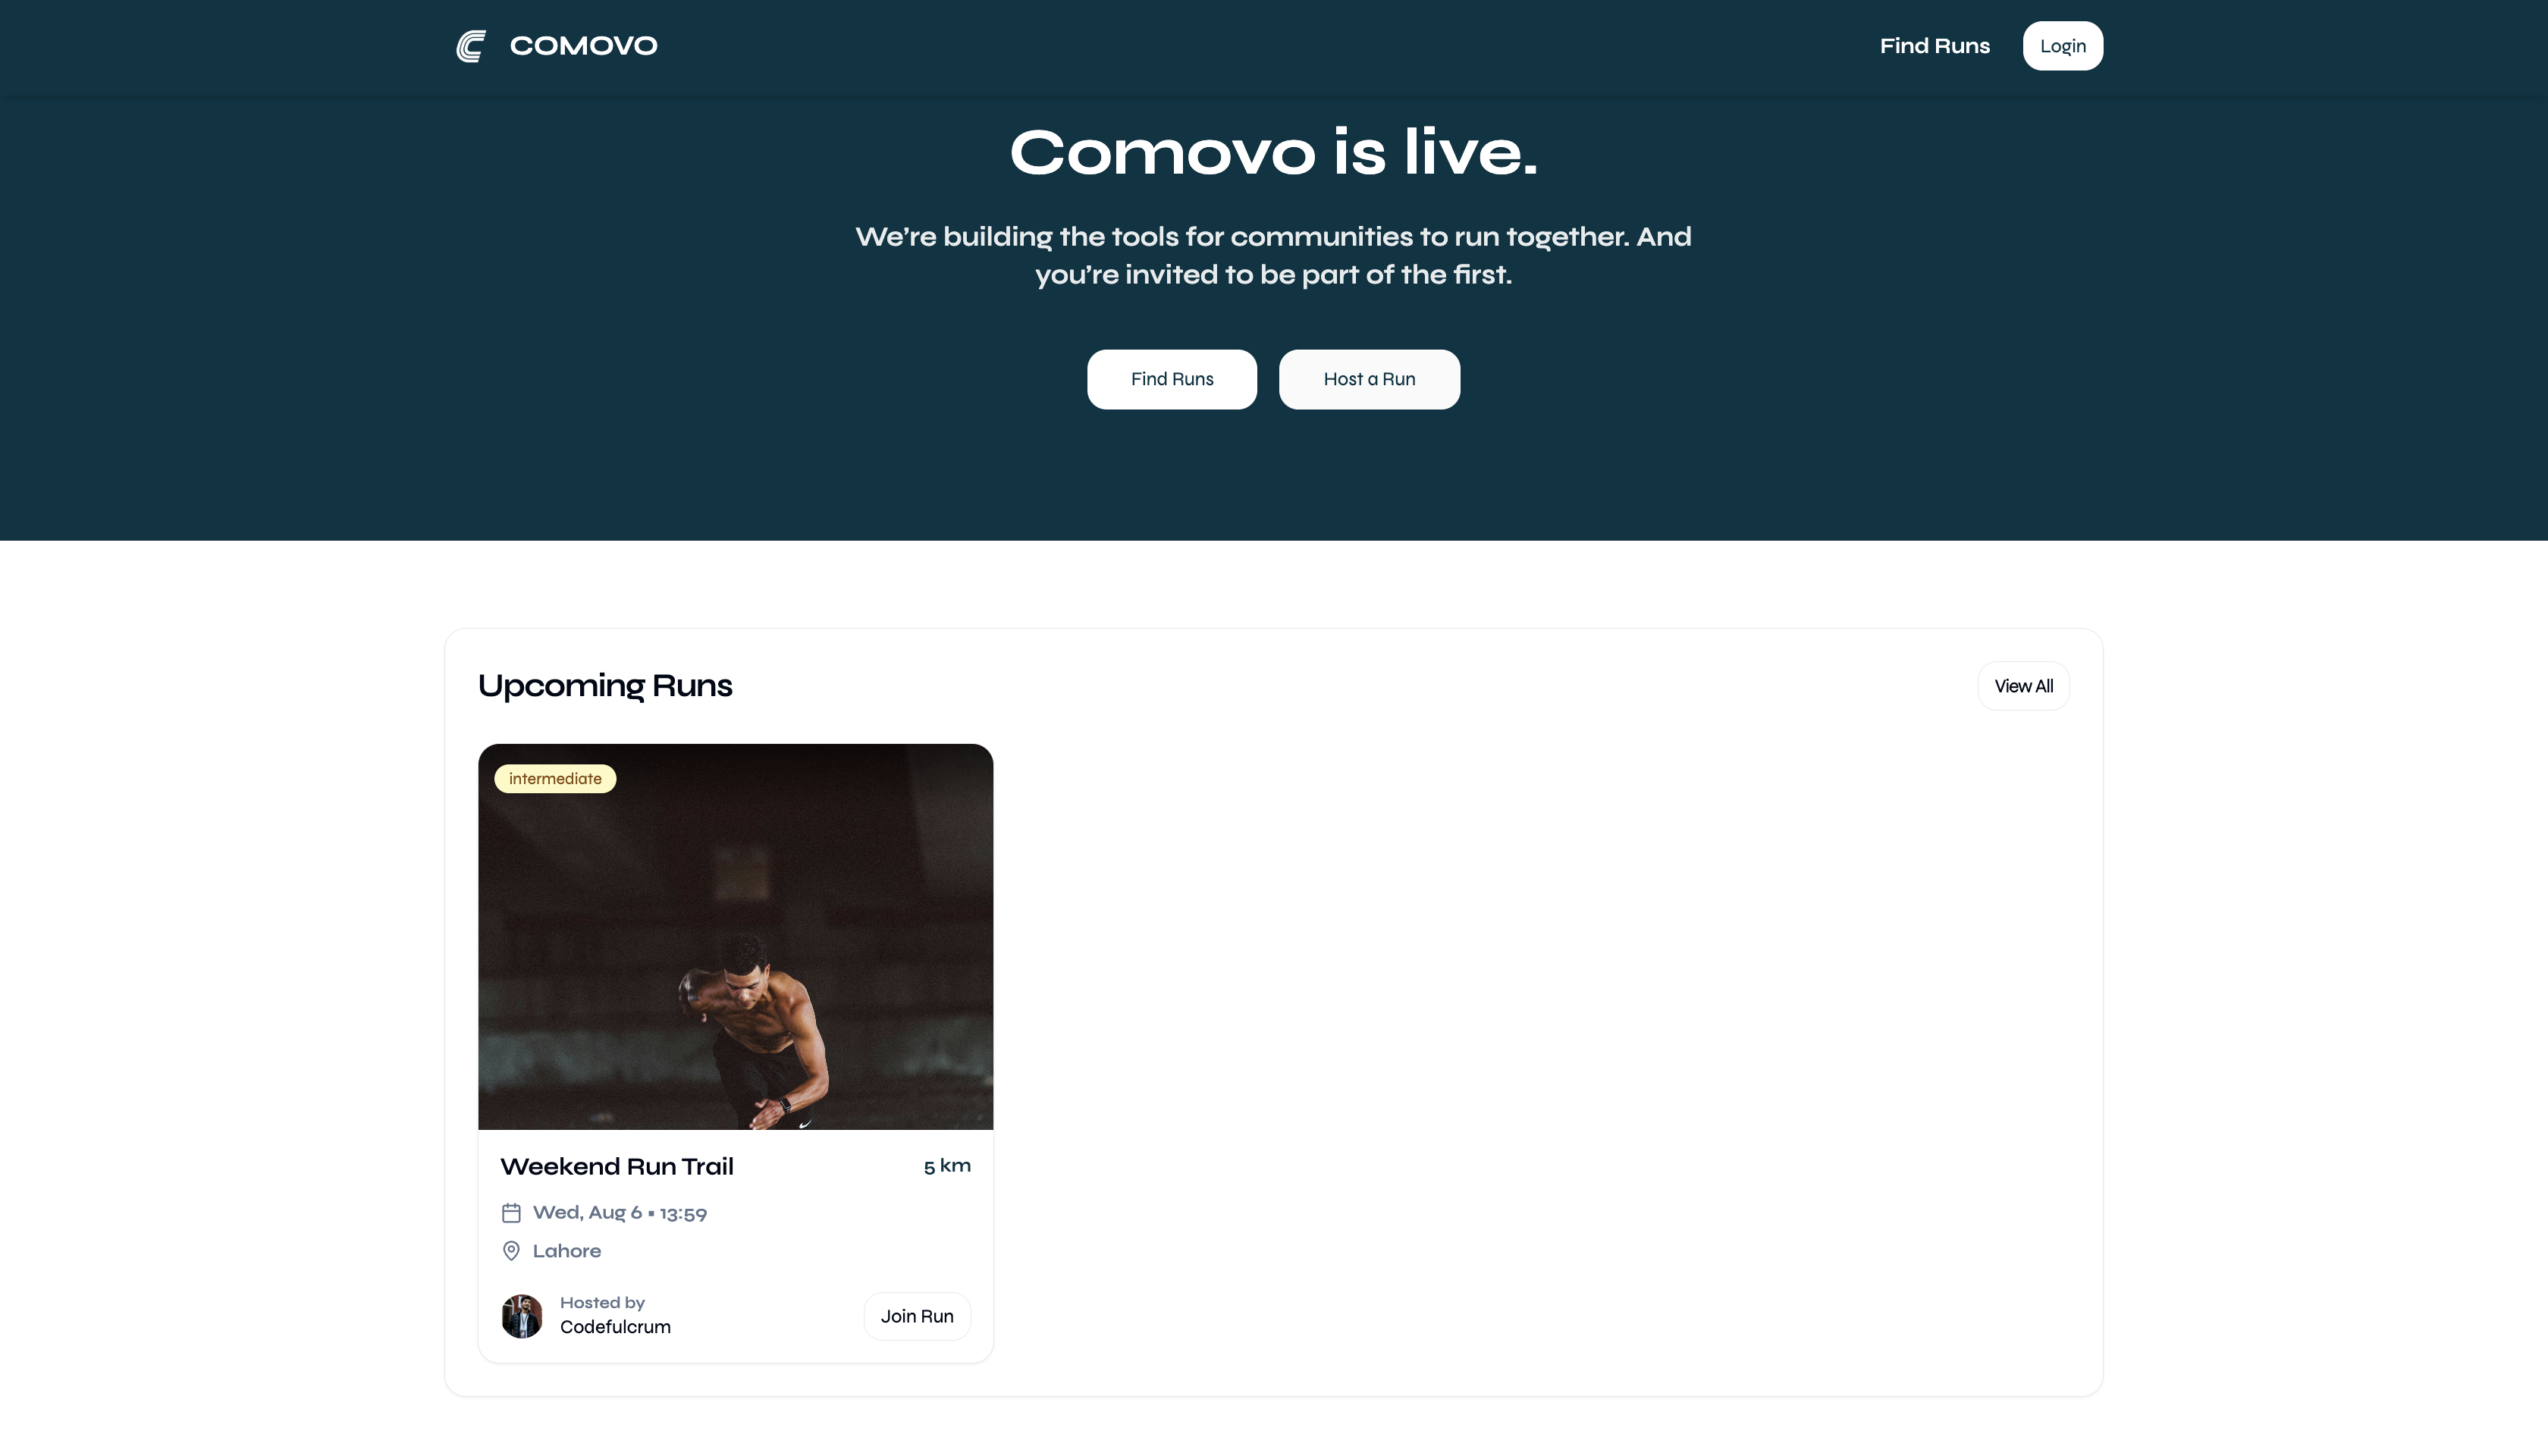 COMOVO
Find Runs
Login
Comovo is live.
We’re building the tools for communities to run together. And
you’re invited to be part of the first.
Find Runs
Host a Run
Upcoming Runs
View All
intermediate
Weekend Run Trail
5 km
Wed, Aug 6 ▪ 13:59
Lahore
Hosted by
Codefulcrum
Join Run